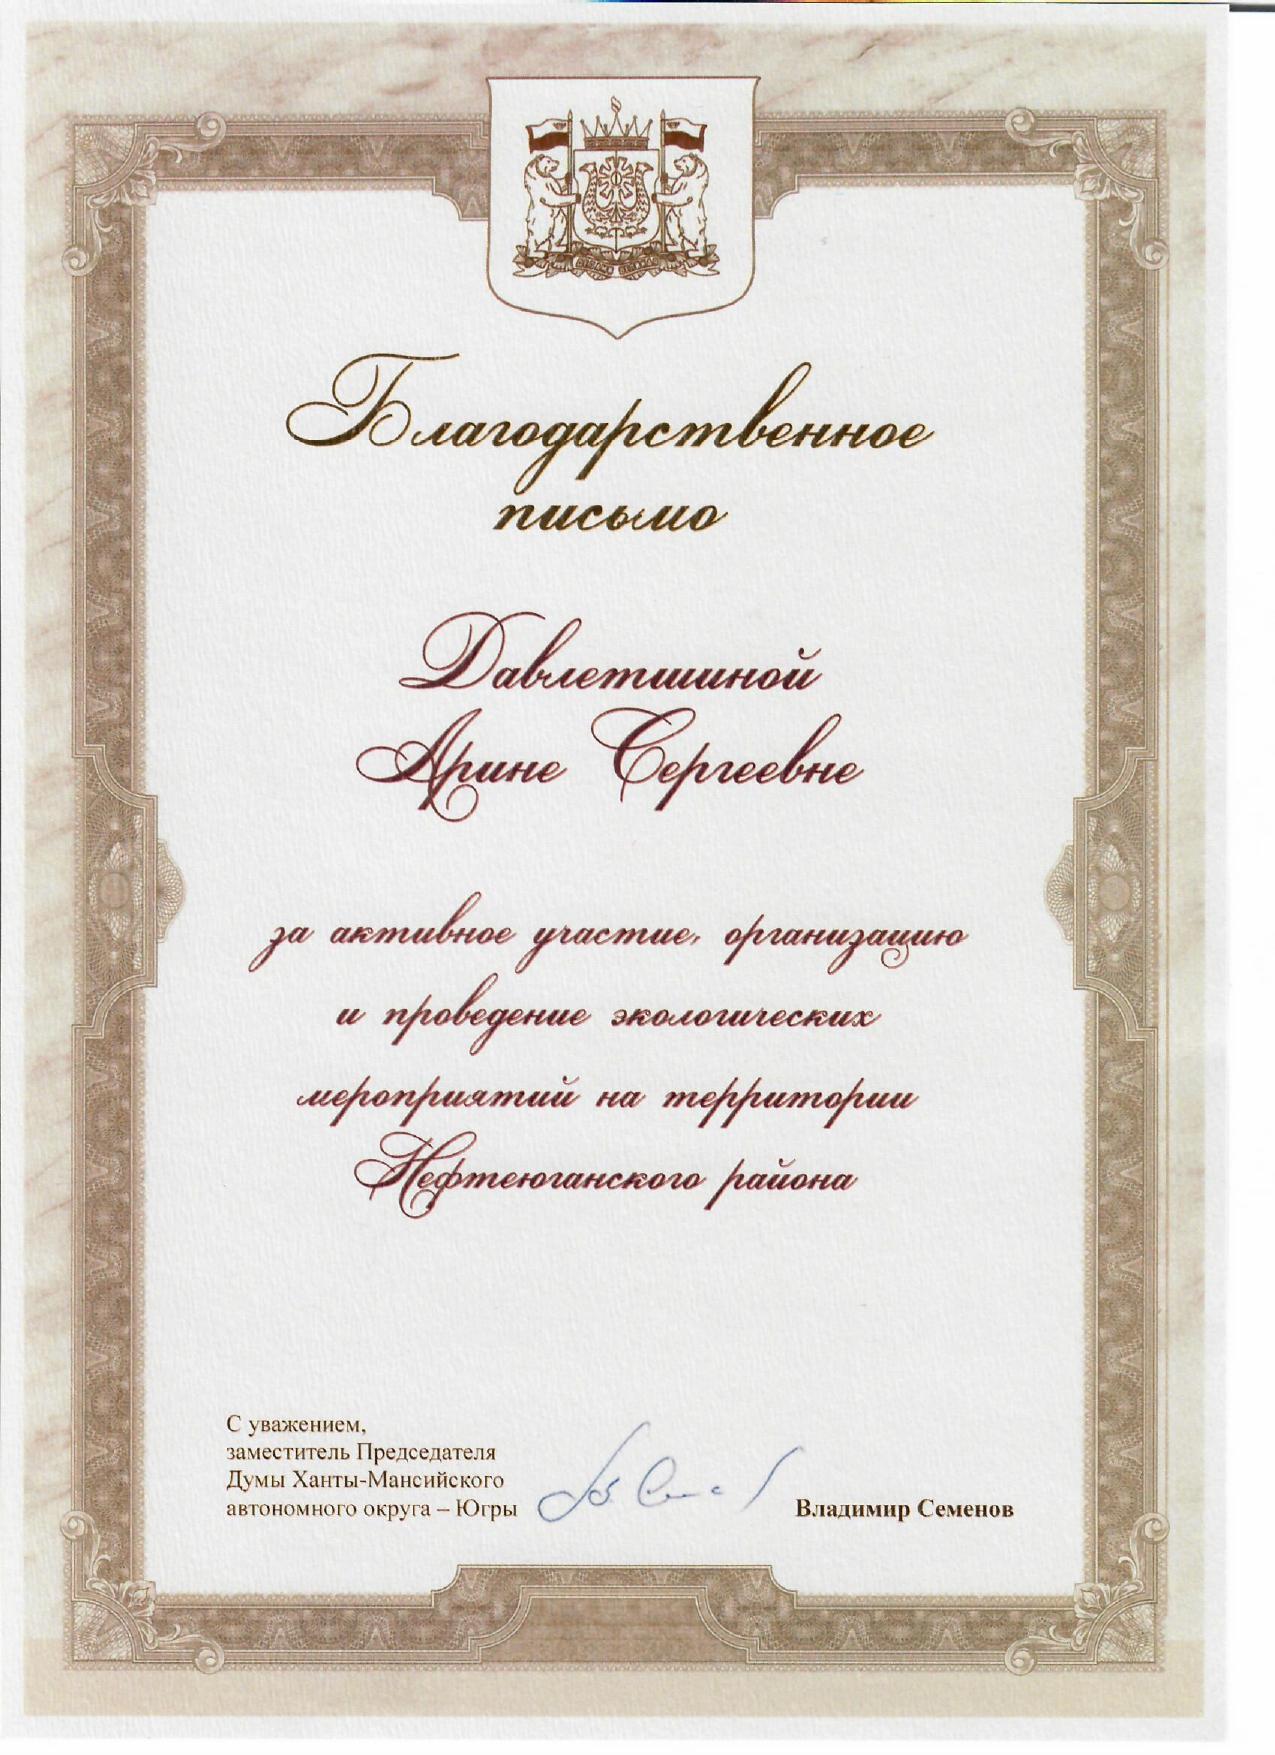 Благодарственное
письмо
Давлетшиной
Арине Сергеевне
за активное участие, организацию
и проведение экологических
мероприятий на территории
Нефтеюганского района
С уважением,
заместитель Председателя
Думы Ханты-Мансийского
автономного округа – Югры
Владимир Семенов